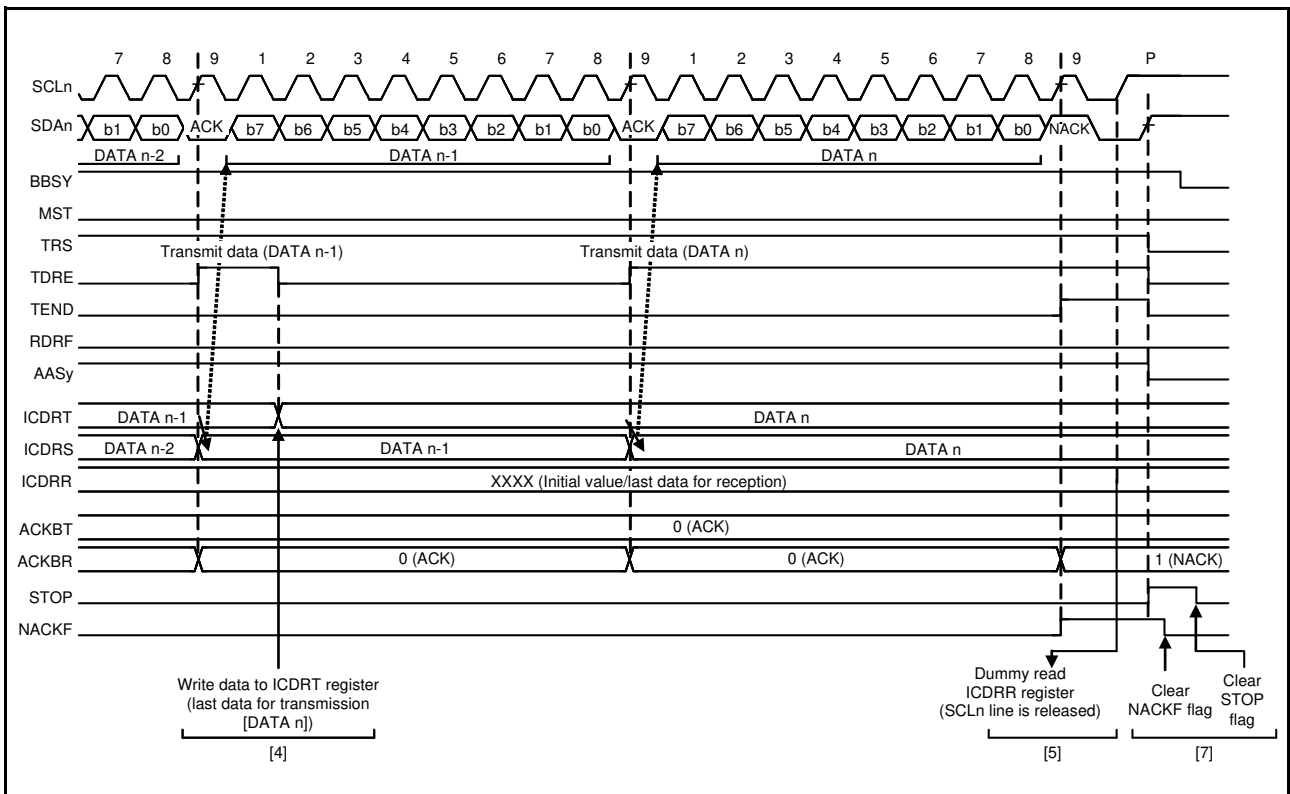 7 8 9 1 2 3 4 5 6 7 8 9 1 2 3 4 5 6 7 8 9 P
SCLn
SDAn b1 b0 ACK b7 b6 b5 b4 b3 b2 b1 b0 ACK b7 b6 b5 b4 b3 b2 b1 b0 NACK
DATA n-2 DATA n-1 DATA n
BBSY
MST
TRS
Transmit data (DATA n-1) Transmit data (DATA n)
TDRE
TEND
RDRF
AASy
ICDRT DATA n-1 DATA n
ICDRS DATA n-2 DATA n-1 DATA n
ICDRR XXXX (Initial value/last data for reception)
ACKBT 0 (ACK)
ACKBR 0 (ACK) 0 (ACK) 1 (NACK)
STOP
NACKF
Write data to ICDRT register
(last data for transmission
[DATA n])
[4]
Dummy read
ICDRR register
(SCLn line is released)
[5]
Clear
NACKF flag
Clear
STOP
flag
[7]